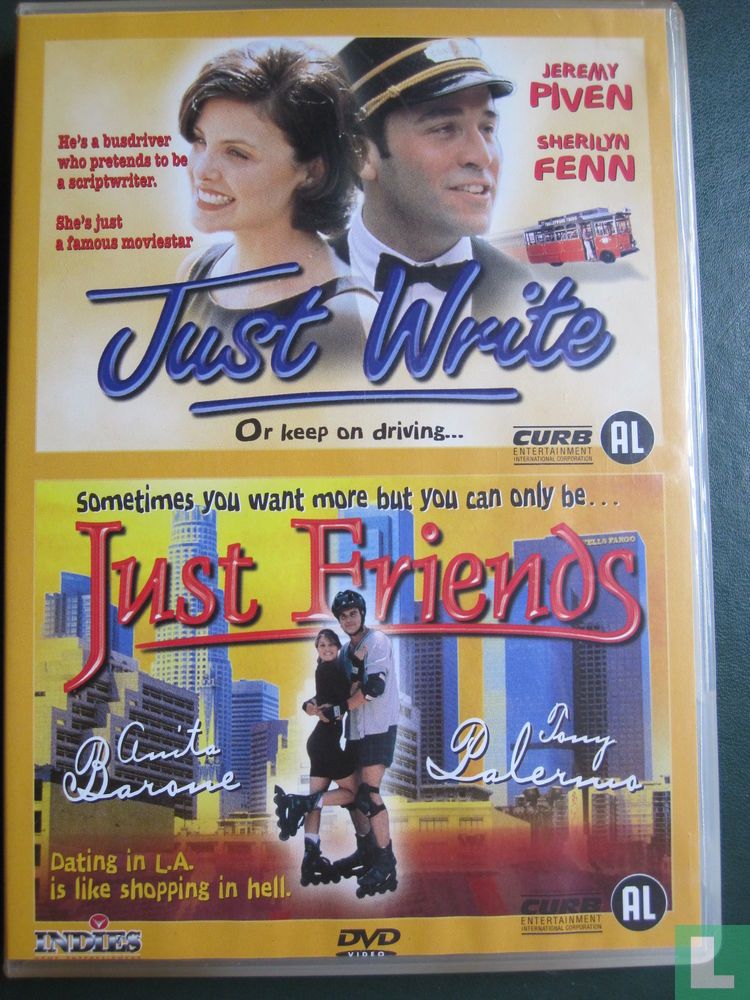 JEREMY
PIVEN
SHERILYN
FENN
He's a busdriver
who pretends to be
a scriptwriter.
She's just
a famous moviestar
Just Write
Or keep on driving...
CURB
ENTERTAINMENT
INTERNATIONAL CORPORATION
AL
Sometimes you want more but you can only be...
Just Friends
WELLS FARGO
Anita
Barone
Tony
Palermo
Dating in L.A.
is like shopping in hell.
CURB
ENTERTAINMENT
INTERNATIONAL CORPORATION
AL
INDIES
DVD
VIDEO
L